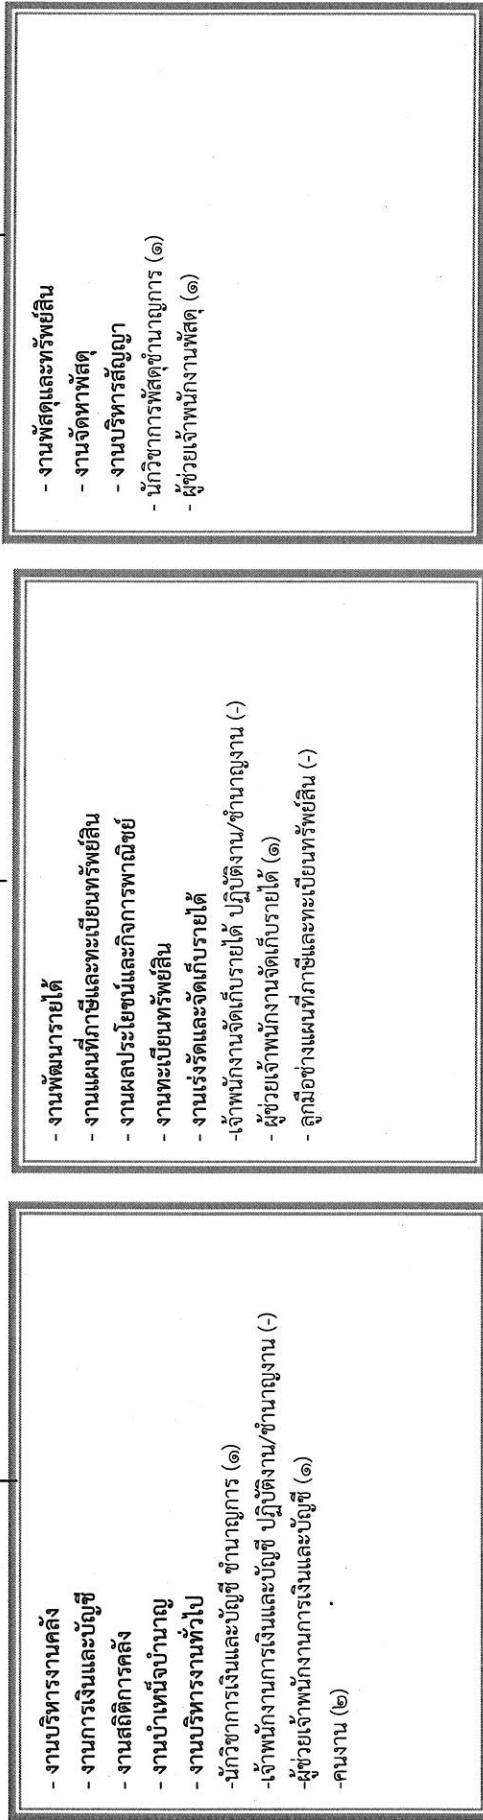 - งานบริหารงานคลัง
- งานการเงินและบัญชี
- งานสถิติการคลัง
- งานบำเหน็จบำนาญ
- งานบริหารงานทั่วไป
-นักวิชาการเงินและบัญชี ชำนาญการ (๑)
-เจ้าพนักงานการเงินและบัญชี ปฏิบัติงาน/ชำนาญงาน (-)
-ผู้ช่วยเจ้าพนักงานการเงินและบัญชี (๑)
-คนงาน (๒)
- งานพัฒนารายได้
- งานแผนที่ภาษีและทะเบียนทรัพย์สิน
- งานผลประโยชน์และกิจการพาณิชย์
- งานทะเบียนทรัพย์สิน
- งานเร่งรัดและจัดเก็บรายได้
-เจ้าพนักงานจัดเก็บรายได้ ปฏิบัติงาน/ชำนาญงาน (-)
- ผู้ช่วยเจ้าพนักงานจัดเก็บรายได้ (๑)
- ลูกมือช่างแผนที่ภาษีและทะเบียนทรัพย์สิน (-)
- งานพัสดุและทรัพย์สิน
- งานจัดหาพัสดุ
- งานบริหารสัญญา
- นักวิชาการพัสดุชำนาญการ (๑)
- ผู้ช่วยเจ้าพนักงานพัสดุ (๑)